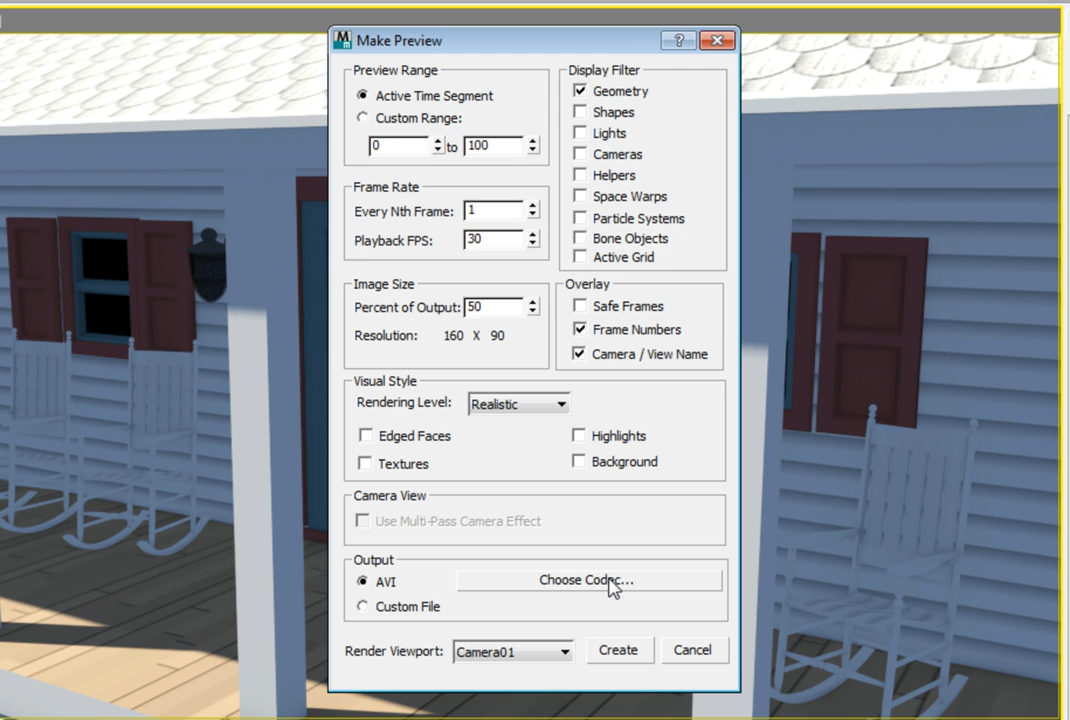 Make Preview
Preview Range
Active Time Segment
Custom Range:
0 to 100
Frame Rate
Every Nth Frame: 1
Playback FPS: 30
Image Size
Percent of Output: 50
Resolution: 160 X 90
Display Filter
Geometry
Shapes
Lights
Cameras
Helpers
Space Warps
Particle Systems
Bone Objects
Active Grid
Overlay
Safe Frames
Frame Numbers
Camera / View Name
Visual Style
Rendering Level: Realistic
Edged Faces
Highlights
Textures
Background
Camera View
Use Multi-Pass Camera Effect
Output
AVI
Choose Codec...
Custom File
Render Viewport: Camera01
Create
Cancel